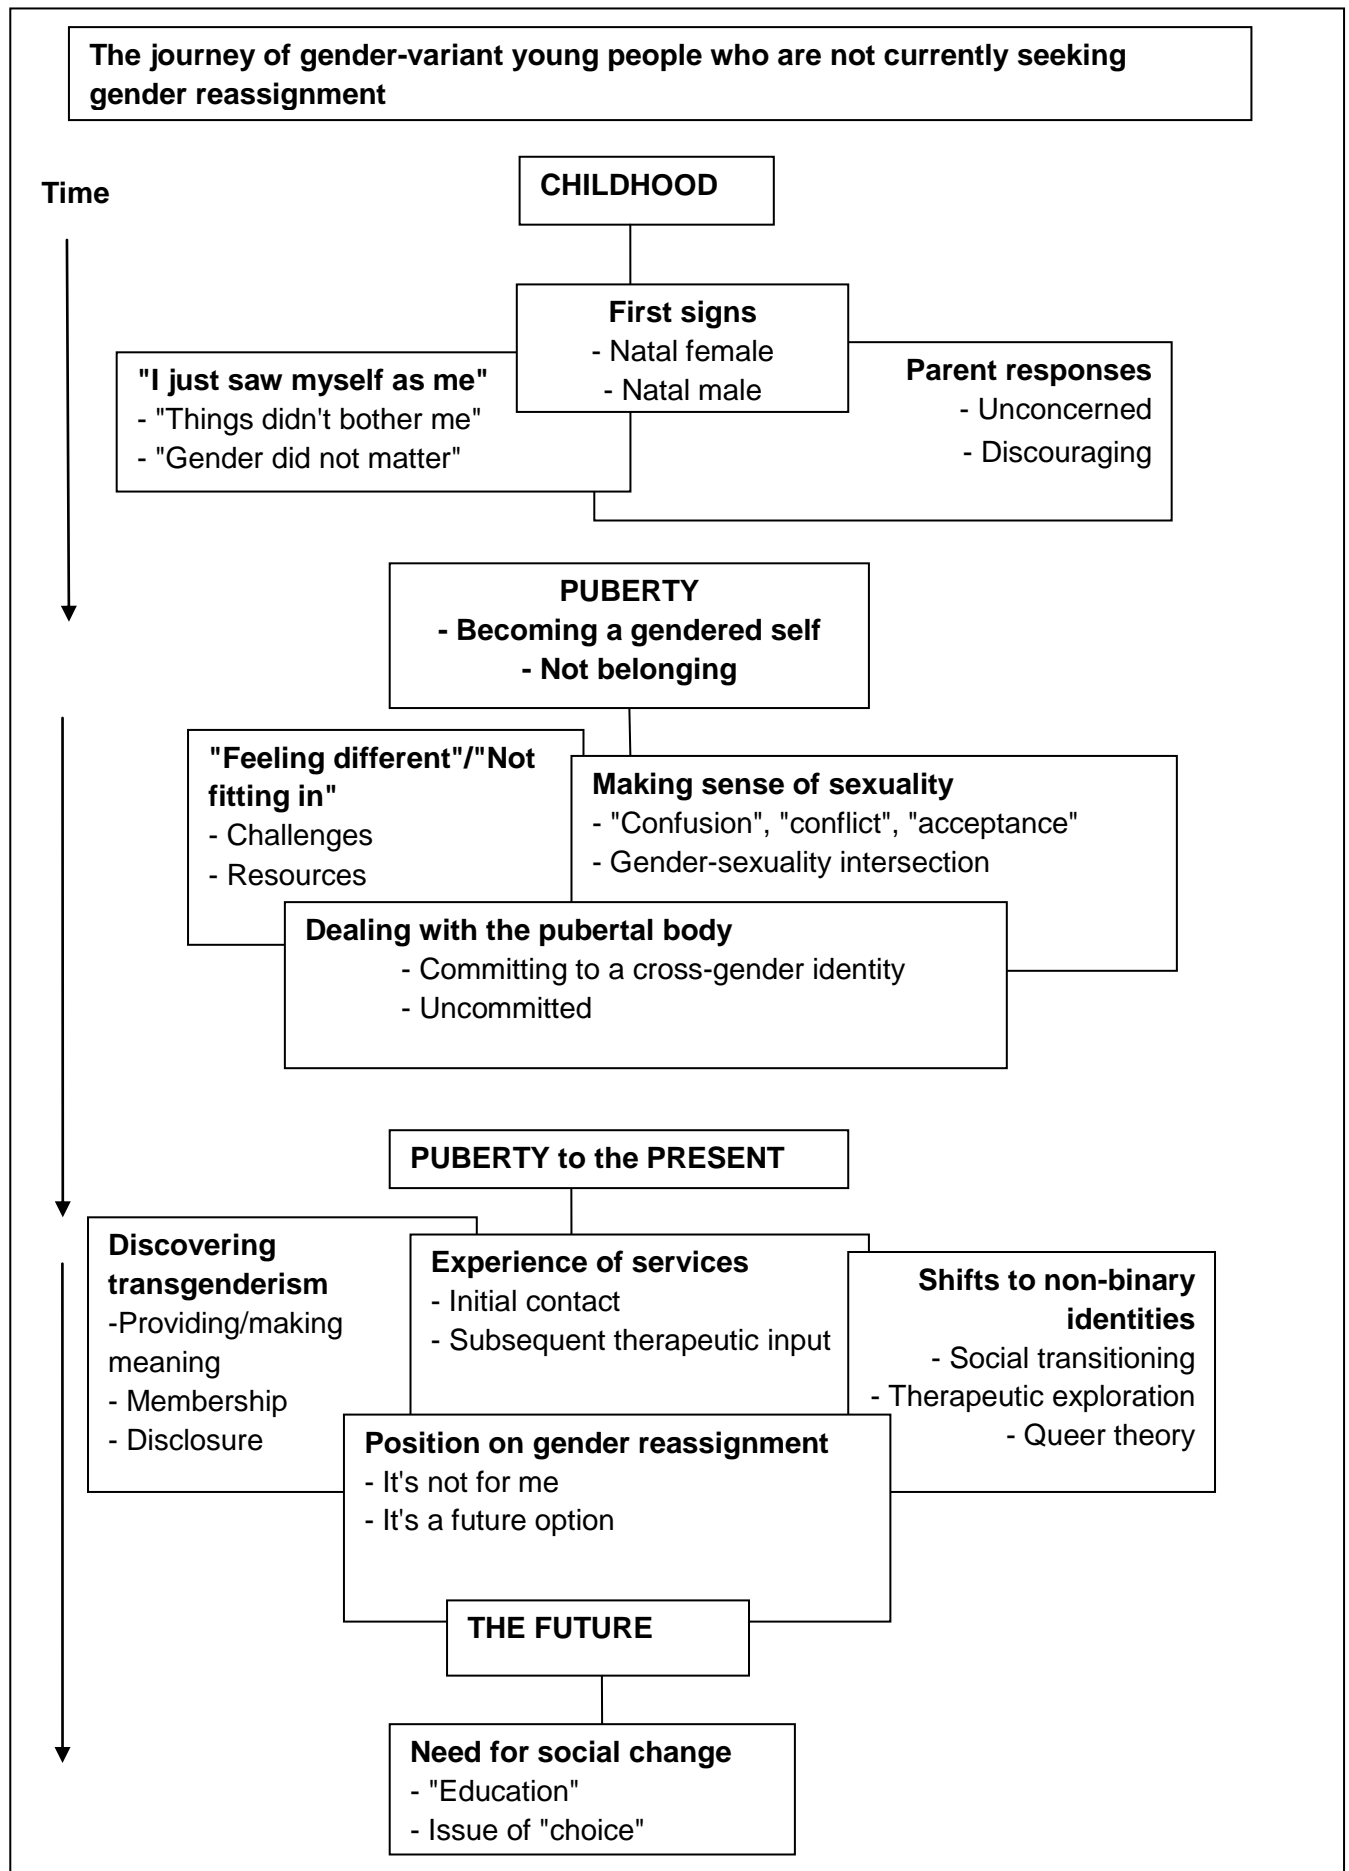 The journey of gender-variant young people who are not currently seeking
gender reassignment
Time
CHILDHOOD
First signs
- Natal female
- Natal male
"I just saw myself as me"
- "Things didn't bother me"
- "Gender did not matter"
Parent responses
- Unconcerned
- Discouraging
PUBERTY
- Becoming a gendered self
- Not belonging
"Feeling different"/"Not
fitting in"
- Challenges
- Resources
Making sense of sexuality
- "Confusion", "conflict", "acceptance"
- Gender-sexuality intersection
Dealing with the pubertal body
- Committing to a cross-gender identity
- Uncommitted
PUBERTY to the PRESENT
Discovering
transgenderism
-Providing/making
meaning
- Membership
- Disclosure
Experience of services
- Initial contact
- Subsequent therapeutic input
Shifts to non-binary
identities
- Social transitioning
- Therapeutic exploration
- Queer theory
Position on gender reassignment
- It's not for me
- It's a future option
THE FUTURE
Need for social change
- "Education"
- Issue of "choice"